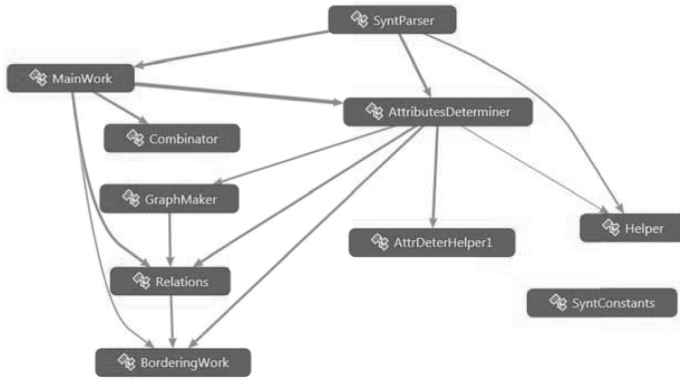 SyntParser
MainWork
AttributesDeterminer
Combinator
GraphMaker
Helper
AttrDeterHelper1
Relations
SyntConstants
BorderingWork